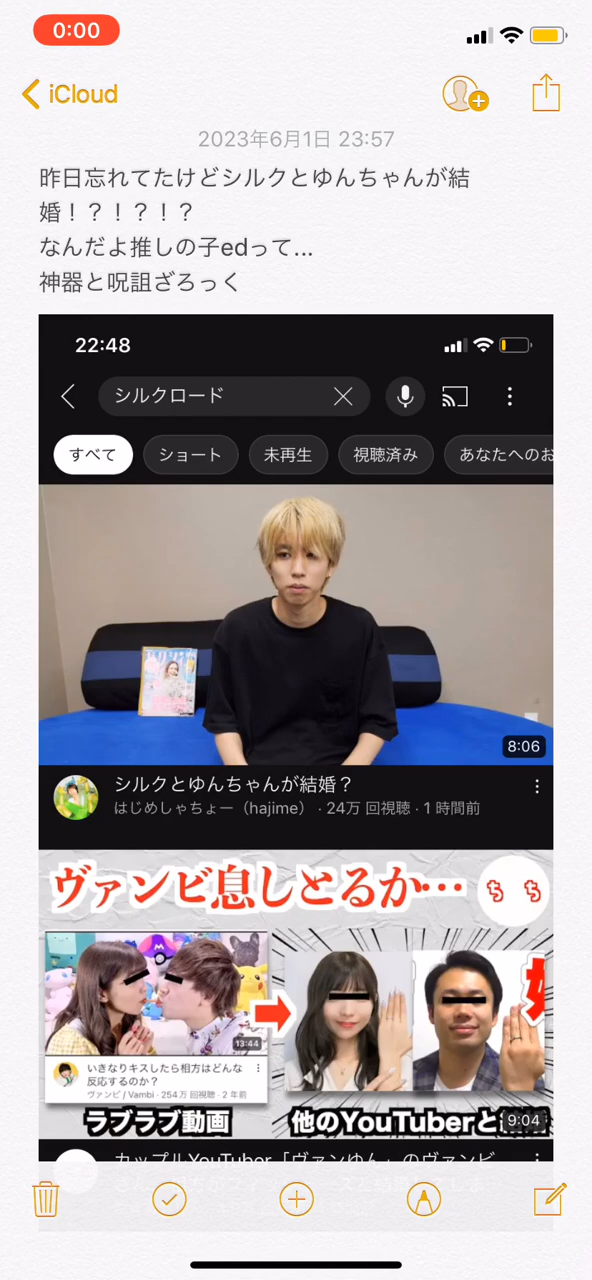 0:00
iCloud
2023年6月1日 23:57
昨日忘れてたけどシルクとゆんちゃんが結
婚！？！？！？
なんだよ推しの子edって...
神器と呪詛ざろっく
22:48
シルクロード
すべて
ショート
未再生
視聴済み
あなたへのお
8:06
シルクとゆんちゃんが結婚？
はじめしゃちょー（hajime）・24万 回視聴・1 時間前
ヴァンビ息しとるか…
ち ち
13:44
いきなりキスしたら相方はどんな
反応するのか？
ヴァンビ / Vambi・254万 回視聴・2 年前
ラブラブ動画
他のYouTuberと
9:04
カップルYouTuber「ヴァンゆん」のヴァンビ